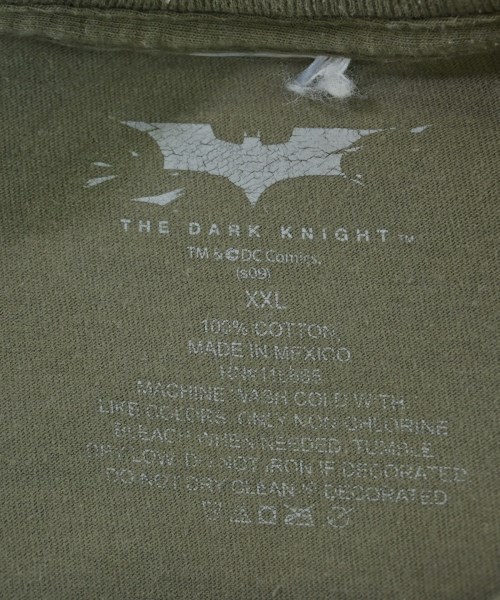 THE DARK KNIGHT™
TM & © DC Comics.
(s09)
XXL
100% COTTON
MADE IN MEXICO
MACHINE WASH COLD WITH
LIKE COLORS, ONLY NON-CHLORINE
BLEACH WHEN NEEDED, TUMBLE
DRY LOW, DO NOT IRON IF DECORATED
DO NOT DRY CLEAN IF DECORATED